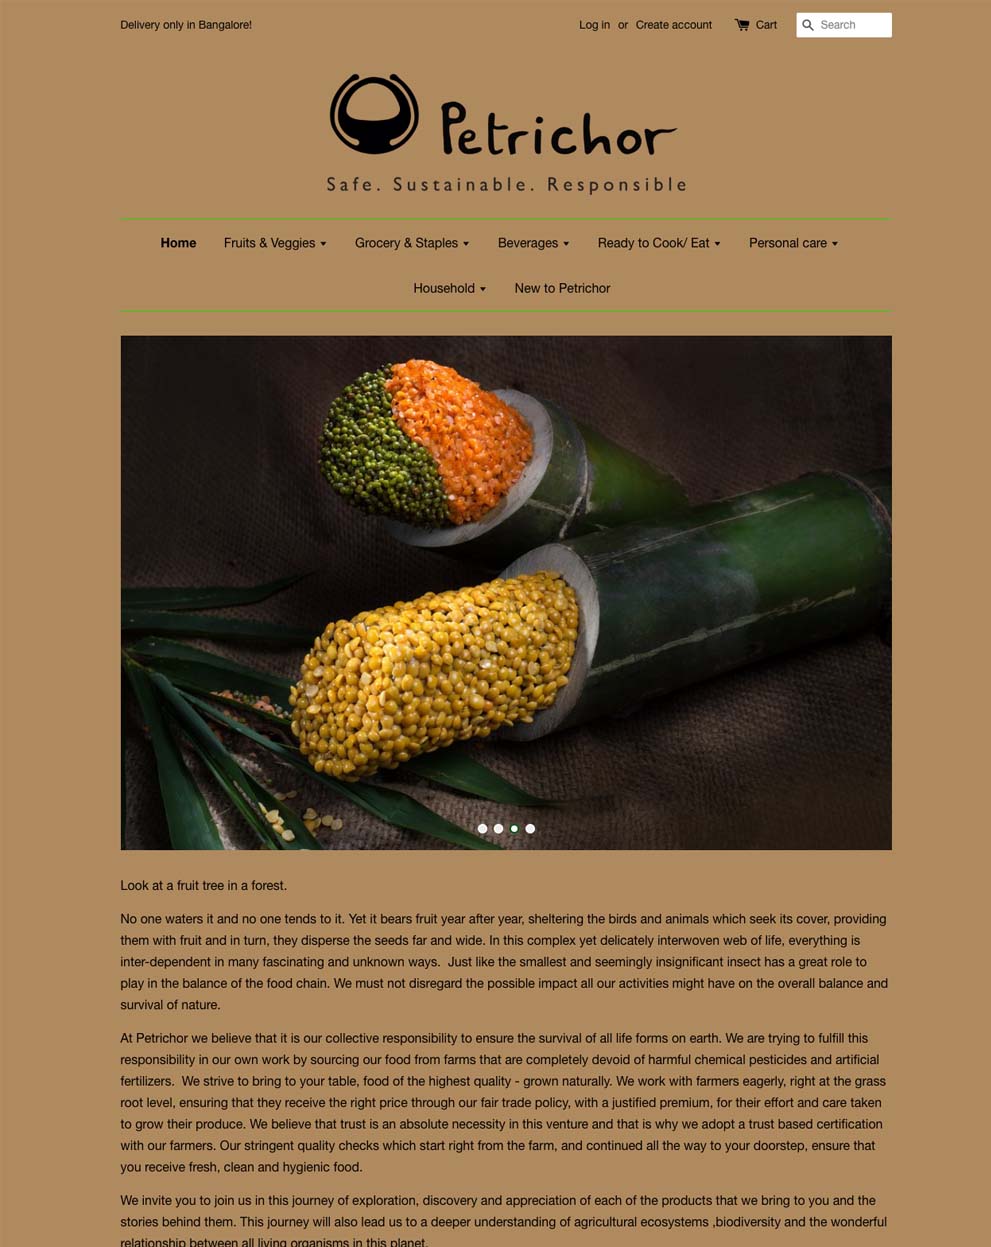 Delivery only in Bangalore!
Log in or Create account
Cart
Search
Petrichor
Safe. Sustainable. Responsible
Home
Fruits & Veggies
Grocery & Staples
Beverages
Ready to Cook/ Eat
Personal care
Household
New to Petrichor
Look at a fruit tree in a forest.
No one waters it and no one tends to it. Yet it bears fruit year after year, sheltering the birds and animals which seek its cover, providing
them with fruit and in turn, they disperse the seeds far and wide. In this complex yet delicately interwoven web of life, everything is
inter-dependent in many fascinating and unknown ways.  Just like the smallest and seemingly insignificant insect has a great role to
play in the balance of the food chain. We must not disregard the possible impact all our activities might have on the overall balance and
survival of nature.
At Petrichor we believe that it is our collective responsibility to ensure the survival of all life forms on earth. We are trying to fulfill this
responsibility in our own work by sourcing our food from farms that are completely devoid of harmful chemical pesticides and artificial
fertilizers.  We strive to bring to your table, food of the highest quality - grown naturally. We work with farmers eagerly, right at the grass
root level, ensuring that they receive the right price through our fair trade policy, with a justified premium, for their effort and care taken
to grow their produce. We believe that trust is an absolute necessity in this venture and that is why we adopt a trust based certification
with our farmers. Our stringent quality checks which start right from the farm, and continued all the way to your doorstep, ensure that
you receive fresh, clean and hygienic food.
We invite you to join us in this journey of exploration, discovery and appreciation of each of the products that we bring to you and the
stories behind them. This journey will also lead us to a deeper understanding of agricultural ecosystems ,biodiversity and the wonderful
relationship between all living organisms in this planet.